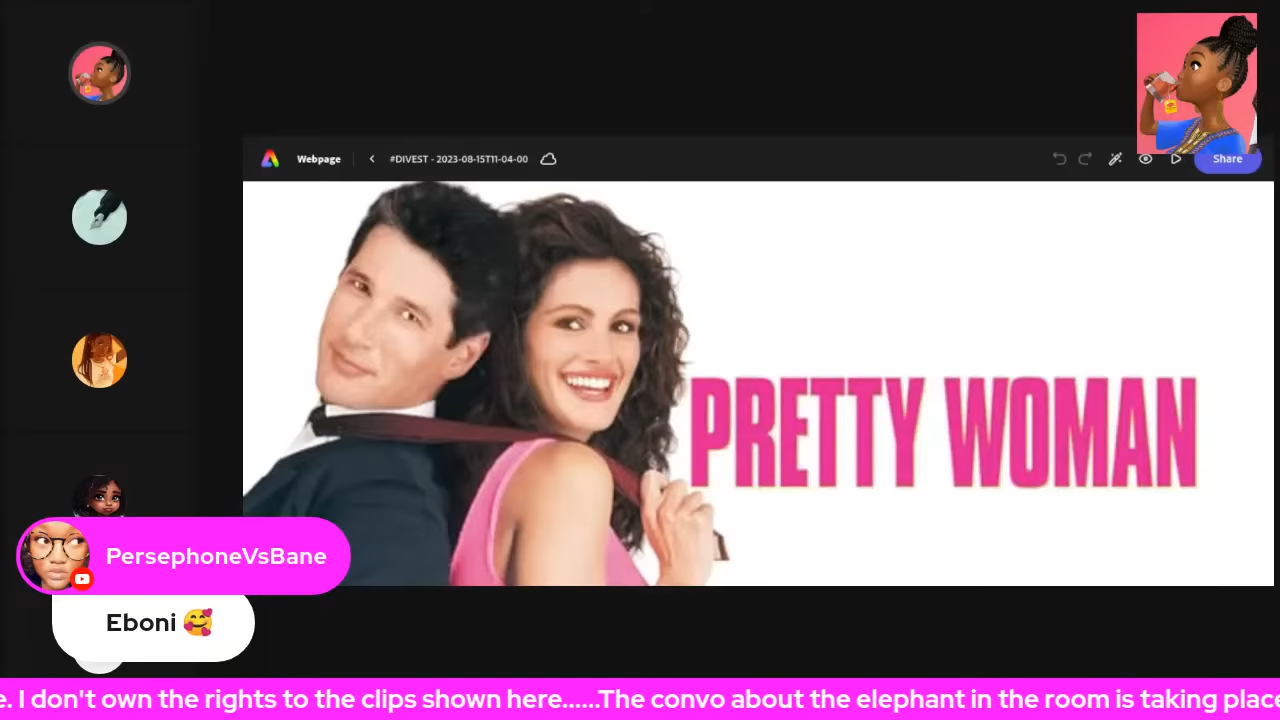 Webpage
#DIVEST - 2023-08-15T11-04-00
Share
PRETTY WOMAN
PersephoneVsBane
Eboni 🥰
e. I don't own the rights to the clips shown here......The convo about the elephant in the room is taking place